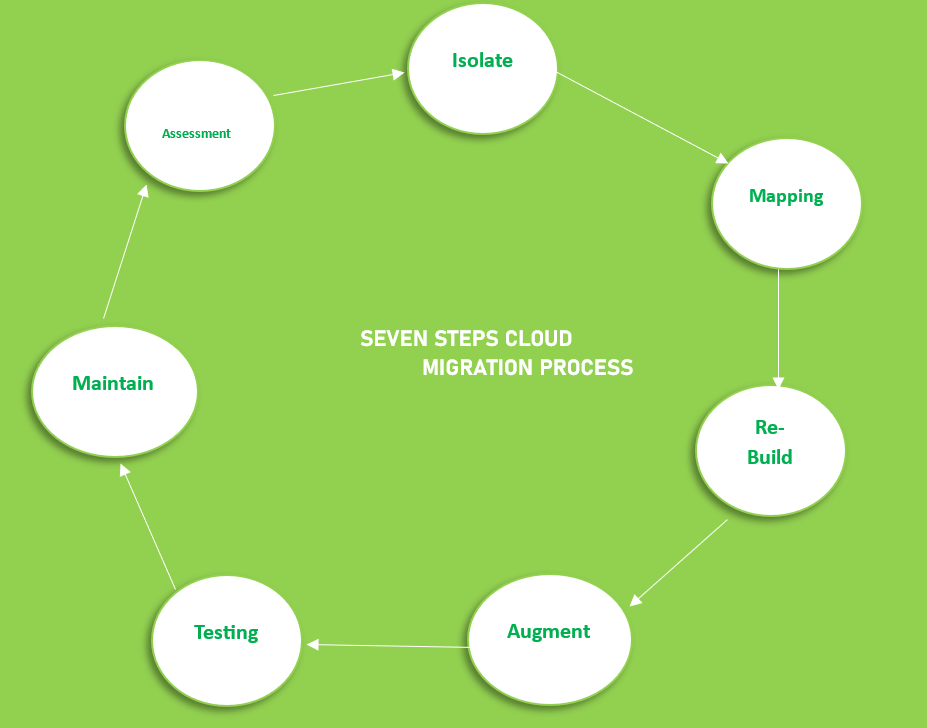 Isolate
Assessment
Mapping
SEVEN STEPS CLOUD
MIGRATION PROCESS
Maintain
Re-
Build
Augment
Testing